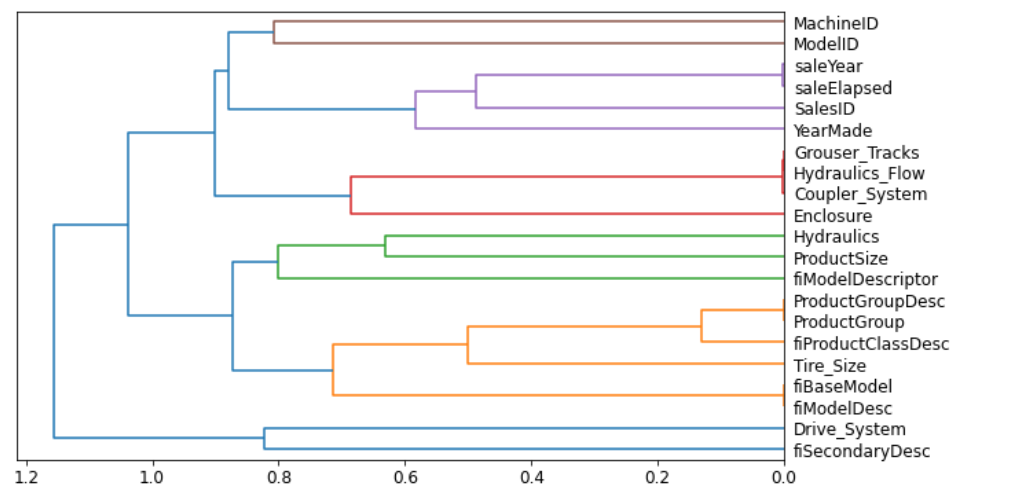 MachineID
ModelID
saleYear
saleElapsed
SalesID
YearMade
Grouser_Tracks
Hydraulics_Flow
Coupler_System
Enclosure
Hydraulics
ProductSize
fiModelDescriptor
ProductGroupDesc
ProductGroup
fiProductClassDesc
Tire_Size
fiBaseModel
fiModelDesc
Drive_System
fiSecondaryDesc
1.2 1.0 0.8 0.6 0.4 0.2 0.0